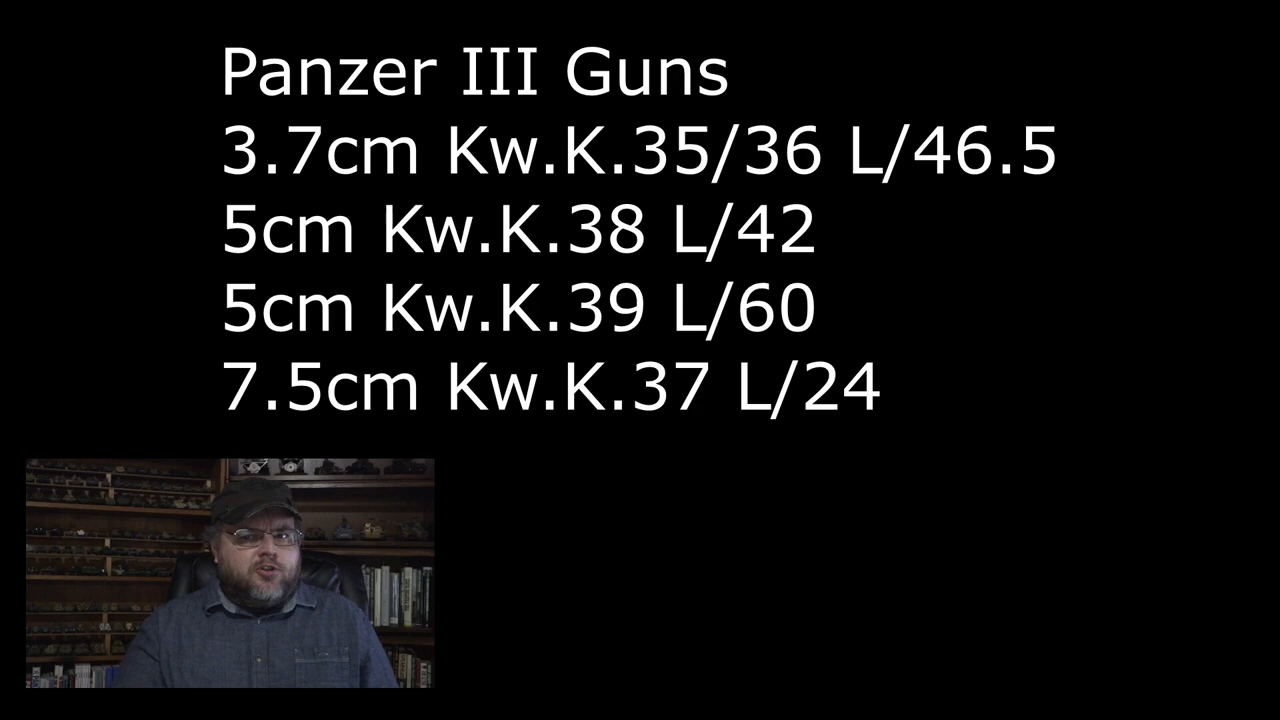 Panzer III Guns
3.7cm Kw.K.35/36 L/46.5
5cm Kw.K.38 L/42
5cm Kw.K.39 L/60
7.5cm Kw.K.37 L/24